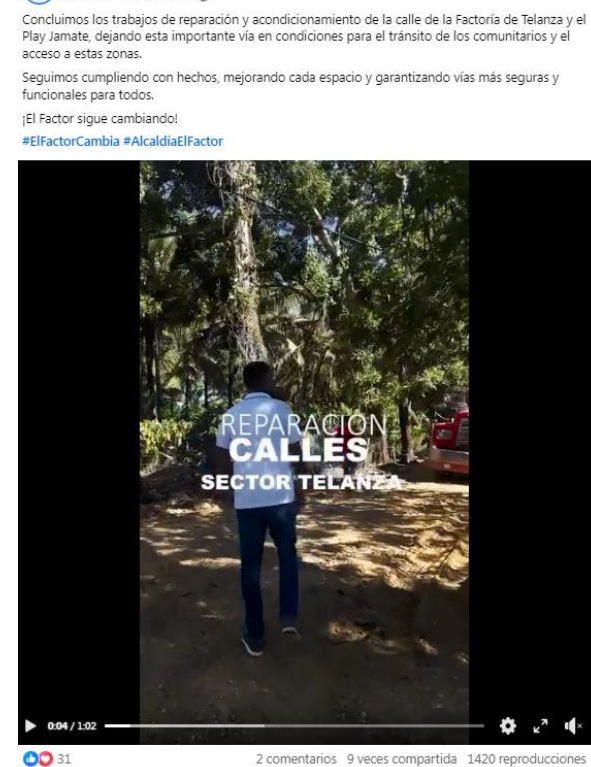 Concluimos los trabajos de reparación y acondicionamiento de la calle de la Factoría de Telanza y el
Play Jamate, dejando esta importante vía en condiciones para el tránsito de los comunitarios y el
acceso a estas zonas.
Seguimos cumpliendo con hechos, mejorando cada espacio y garantizando vías más seguras y
funcionales para todos.
¡El Factor sigue cambiando!
#ElFactorCambia #AlcaldíaElFactor
REPARACION
CALLES
SECTOR TELANZA
0:04 / 1:02
31
2 comentarios 9 veces compartida 1420 reproducciones